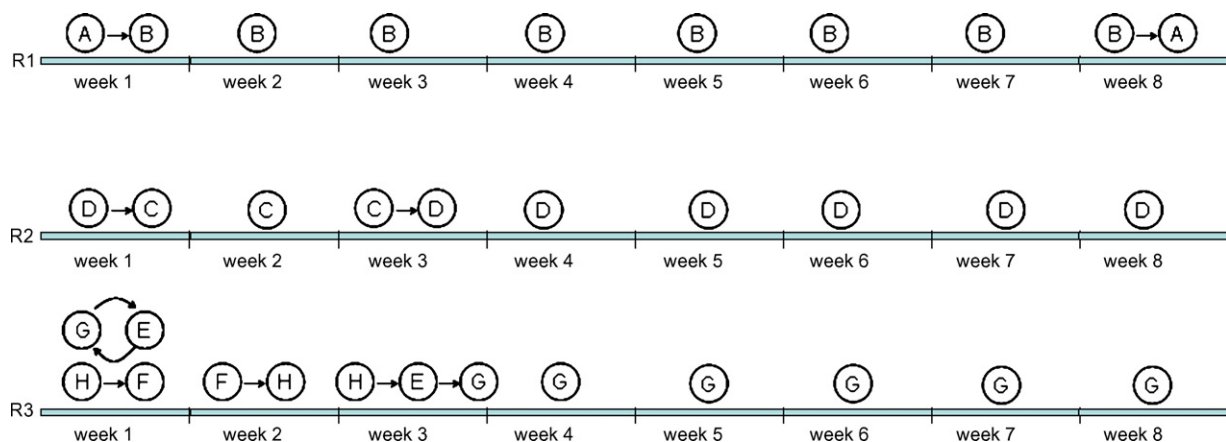 A B B B B B B B B A
R1
week 1 week 2 week 3 week 4 week 5 week 6 week 7 week 8
D C C C D D D D D D
R2
week 1 week 2 week 3 week 4 week 5 week 6 week 7 week 8
G E
H F F H H E G G G G G G
R3
week 1 week 2 week 3 week 4 week 5 week 6 week 7 week 8